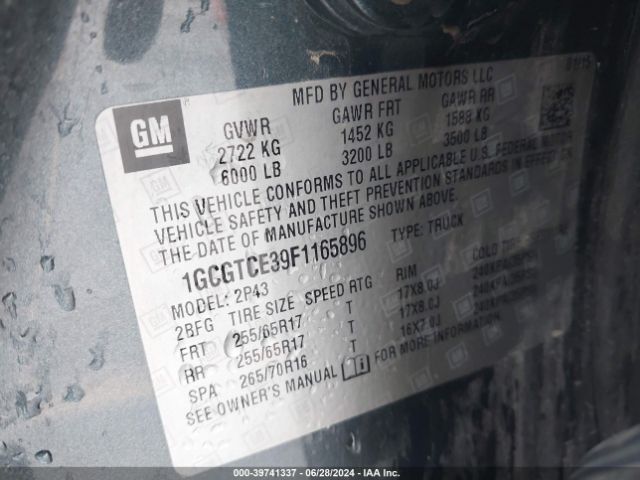 MFD BY GENERAL MOTORS LLC 01/15
GM
GVWR GAWR FRT GAWR RR
2722 KG 1452 KG 1588 KG
6000 LB 3200 LB 3500 LB
THIS VEHICLE CONFORMS TO ALL APPLICABLE U.S. FEDERAL MOTOR
VEHICLE SAFETY AND THEFT PREVENTION STANDARDS IN EFFECT ON
THE DATE OF MANUFACTURE SHOWN ABOVE.
1GCGTCE39F1165896 TYPE: TRUCK
MODEL: 2P43
2BFG TIRE SIZE SPEED RTG RIM COLD
FRT 255/65R17 T 17X8.0J
RR 255/65R17 T 17X8.0J
SPA 265/70R16 T 16X7.0J
SEE OWNER'S MANUAL FOR MORE INFORMATION
000-39741337 | 06/28/2024 | IAA Inc.